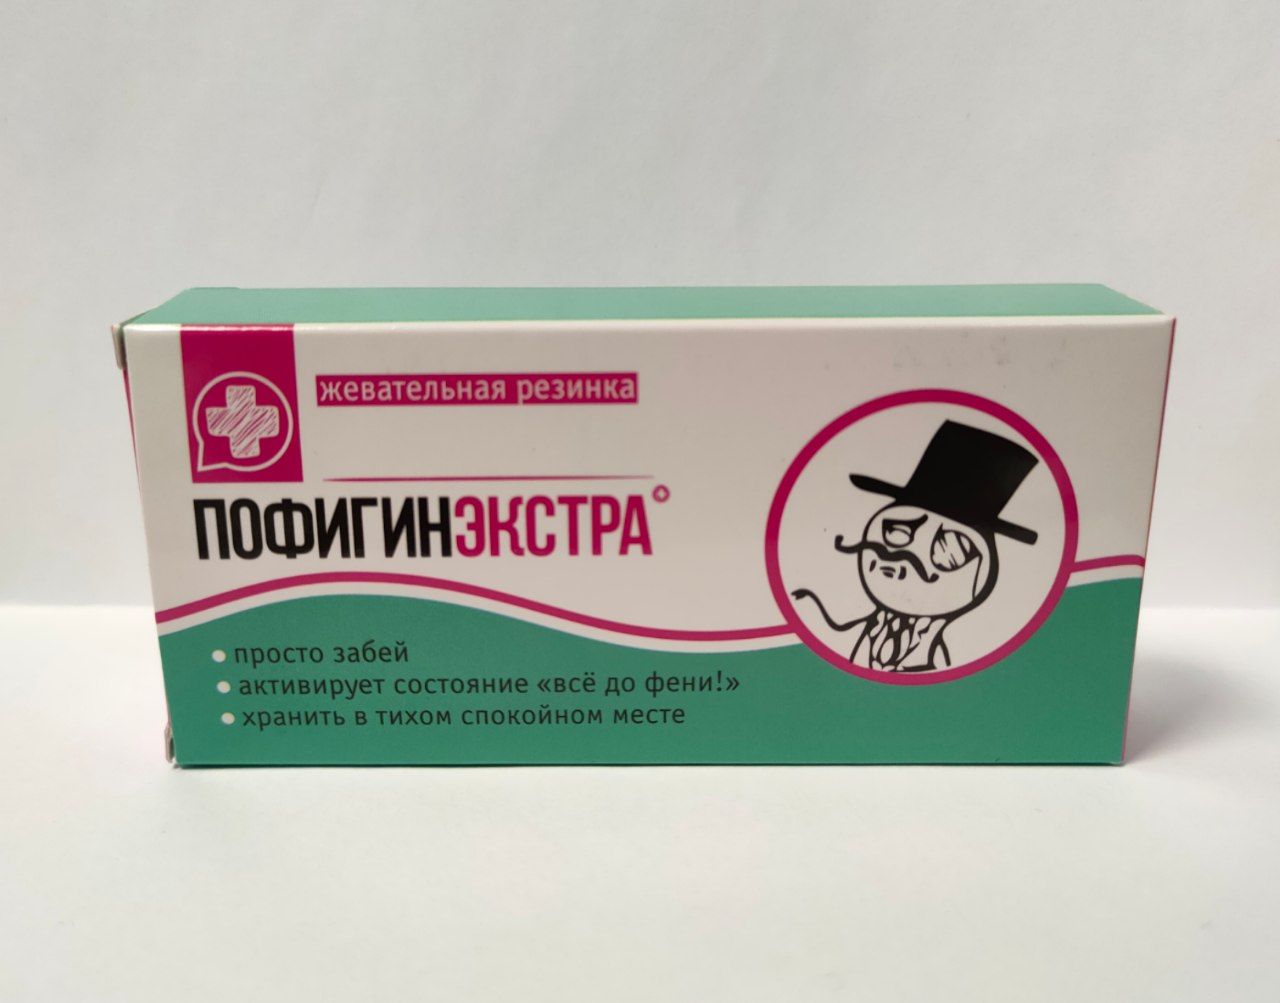 жевательная резинка
ПОФИГИНЭКСТРА
просто забей
активирует состояние «всё до фени!»
хранить в тихом спокойном месте